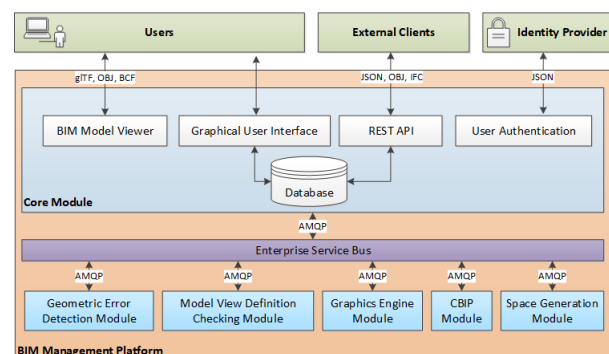 Users
External Clients
Identity Provider
glTF, OBJ, BCF
JSON, OBJ, IFC
JSON
BIM Model Viewer
Graphical User Interface
REST API
User Authentication
Database
Core Module
AMQP
Enterprise Service Bus
AMQP
AMQP
AMQP
AMQP
AMQP
Geometric Error
Detection Module
Model View Definition
Checking Module
Graphics Engine
Module
CBIP
Module
Space Generation
Module
BIM Management Platform